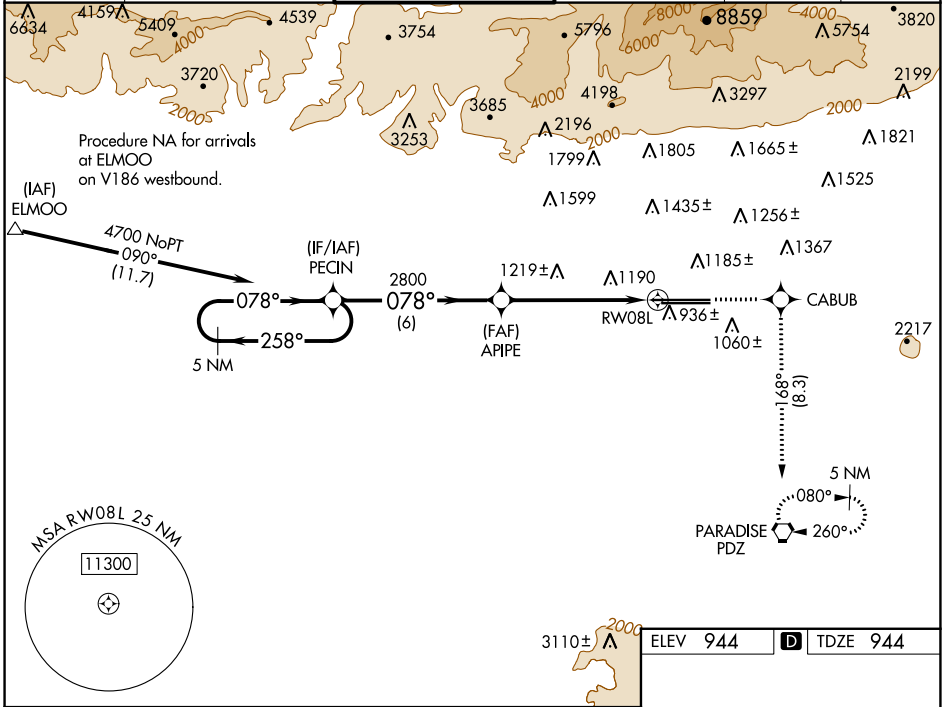 6634
4159
5409
4000
4539
3754
5796
8000
8859
6000
4000
5754
3820
3720
2000
3253
3685
4000
4198
3297
2199
2000
2196
2000
1799
1805
1665±
1821
Procedure NA for arrivals
at ELMOO
on V186 westbound.
1525
1599
1435±
1256±
(IAF)
ELMOO
4700 NoPT
090°
(11.7)
(IF/IAF)
PECIN
2800
078°
(6)
078°
258°
5 NM
1219±
1190
1185±
1367
(FAF)
APIPE
RW08L
936±
1060±
CABUB
2217
168°
(8.3)
5 NM
080°
260°
PARADISE
PDZ
MSA RW08L 25 NM
11300
3110±
2000
ELEV 944 D TDZE 944